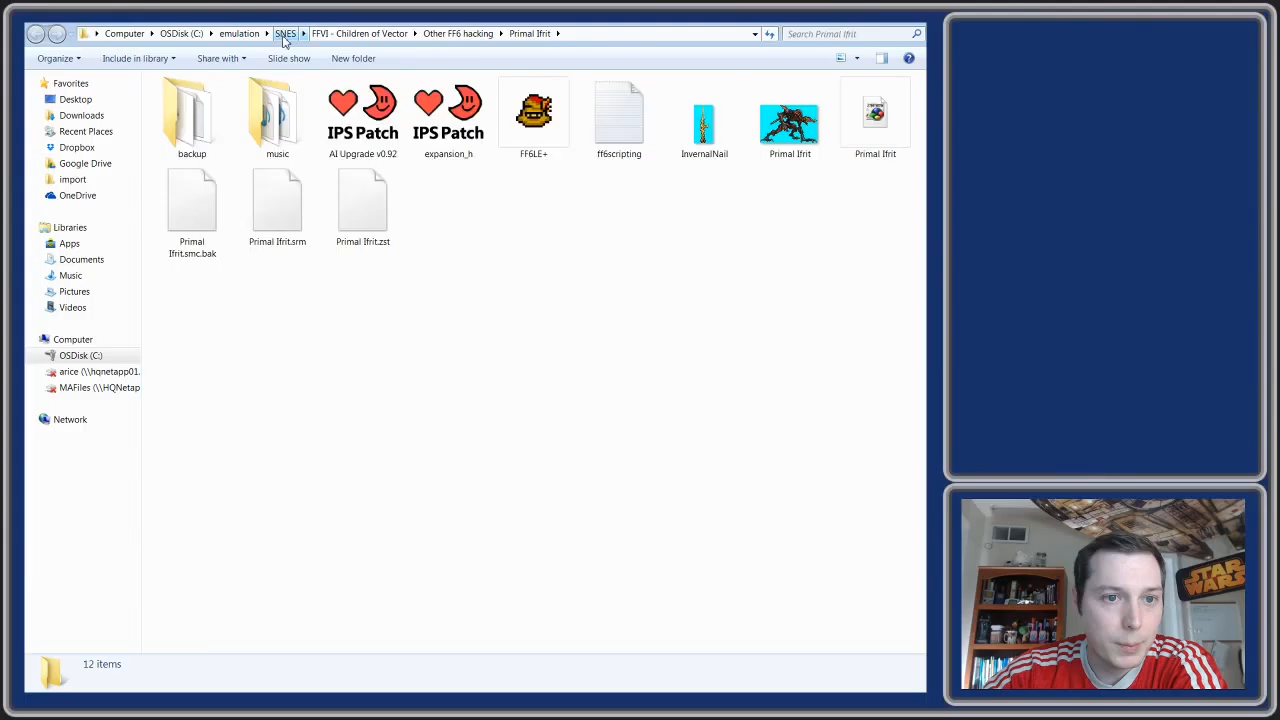 Computer OSDisk (C:) emulation SNES FFVI - Children of Vector Other FF6 hacking Primal Ifrit Search Primal Ifrit
Organize Include in library Share with Slide show New folder
Favorites
Desktop
Downloads
Recent Places
Dropbox
Google Drive
import
OneDrive
Libraries
Apps
Documents
Music
Pictures
Videos
Computer
OSDisk (C:)
arice (\\hqnetapp01.
MAFiles (\\HQNetap
Network
IPS Patch IPS Patch
backup music AI Upgrade v0.92 expansion_h FF6LE+ ff6scripting InvernalNail Primal Ifrit Primal Ifrit
Primal Primal Ifrit.srm Primal Ifrit.zst
Ifrit.smc.bak
12 items
STAR
WARS